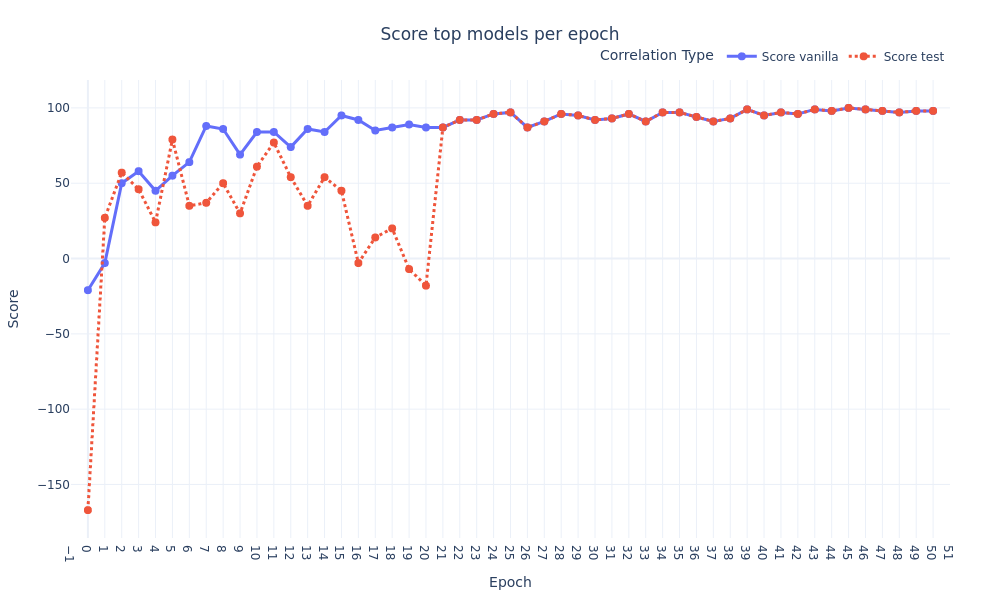 Score top models per epoch
Correlation Type Score vanilla Score test
100
50
0
−50
−100
−150
Score
−1 0 1 2 3 4 5 6 7 8 9 10 11 12 13 14 15 16 17 18 19 20 21 22 23 24 25 26 27 28 29 30 31 32 33 34 35 36 37 38 39 40 41 42 43 44 45 46 47 48 49 50 51
Epoch